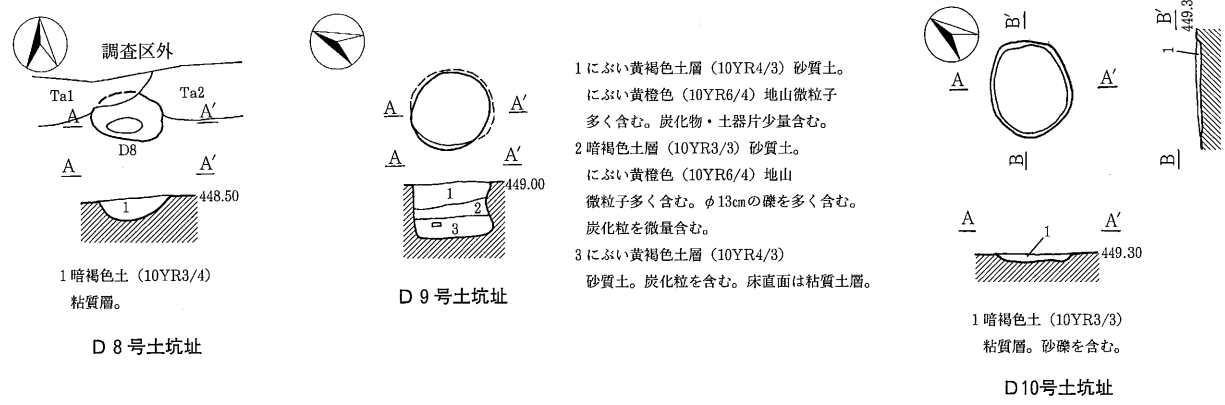 調査区外
Ta1
Ta2
A
A′
D8
A
A′
448.50
1
1 暗褐色土（10YR3/4）
粘質層。
D 8 号土坑址
A
A′
A
A′
449.00
1
2
3
D 9 号土坑址
1 にぶい黄褐色土層（10YR4/3）砂質土。
にぶい黄橙色（10YR6/4）地山微粒子
多く含む。炭化物・土器片少量含む。
2 暗褐色土層（10YR3/3）砂質土。
にぶい黄橙色（10YR6/4）地山
微粒子多く含む。φ13cmの礫を多く含む。
炭化粒を微量含む。
3 にぶい黄褐色土層（10YR4/3）
砂質土。炭化粒を含む。床直面は粘質土層。
B′
A
A′
B
B′
449.3
1
B
A
A′
1
449.30
1 暗褐色土（10YR3/3）
粘質層。砂礫を含む。
D10号土坑址